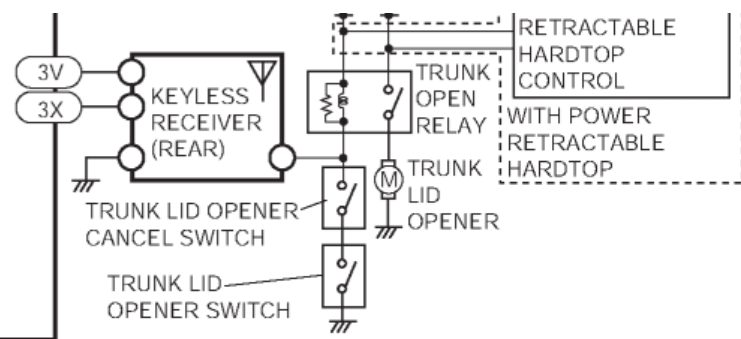 RETRACTABLE
HARDTOP
CONTROL
3V
3X
KEYLESS
RECEIVER
(REAR)
TRUNK
OPEN
RELAY
WITH POWER
RETRACTABLE
HARDTOP
M
TRUNK
LID
OPENER
TRUNK LID OPENER
CANCEL SWITCH
TRUNK LID
OPENER SWITCH